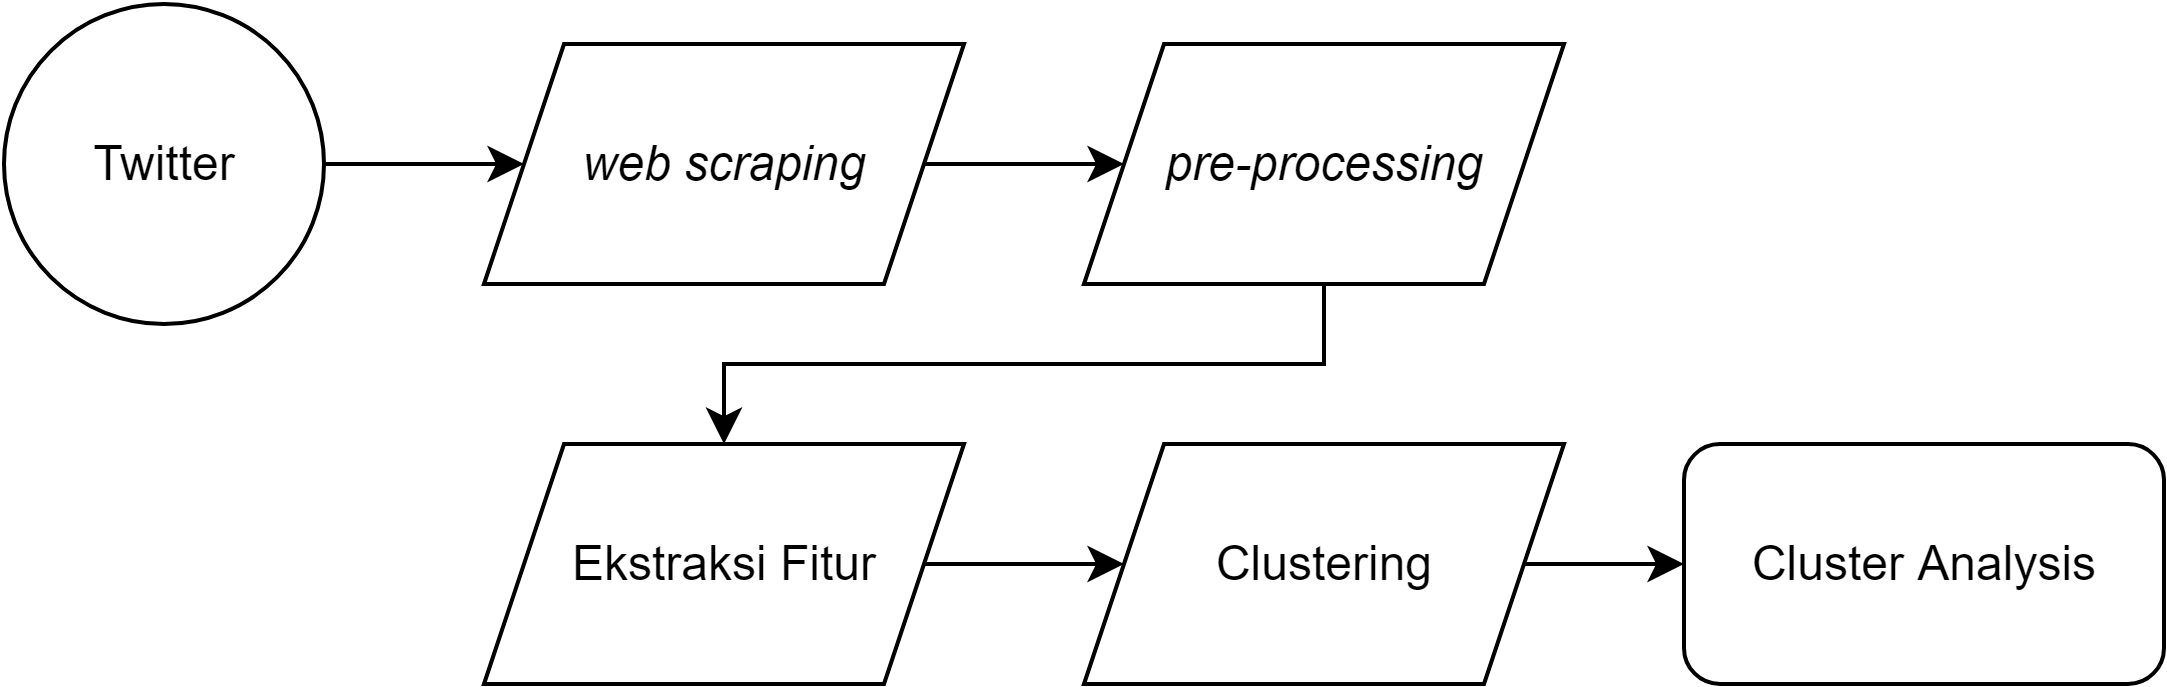 Twitter
web scraping
pre-processing
Ekstraksi Fitur
Clustering
Cluster Analysis